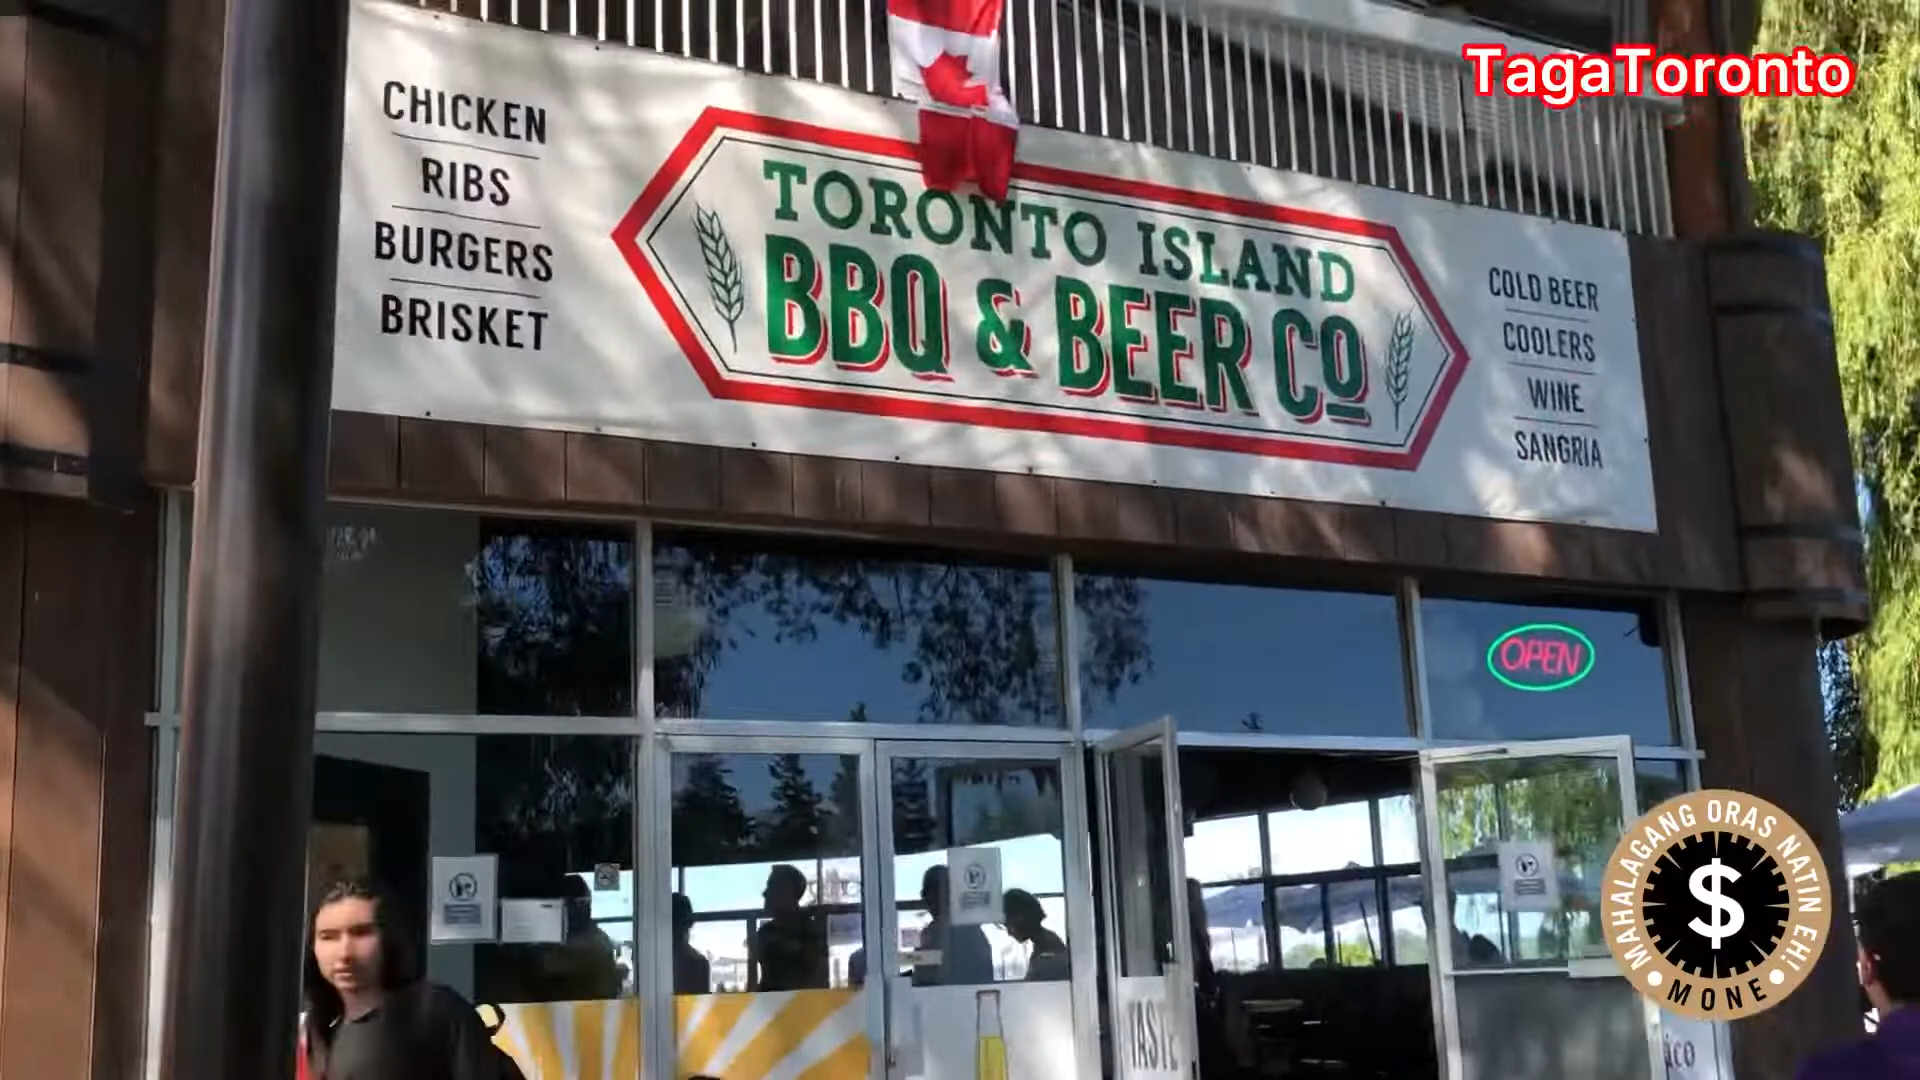 TagaToronto
CHICKEN
RIBS
BURGERS
BRISKET
TORONTO ISLAND
BBQ & BEER CO
COLD BEER
COOLERS
WINE
SANGRIA
OPEN
MAHALAGANG ORAS NATIN EH!
$
MONE
TASTE